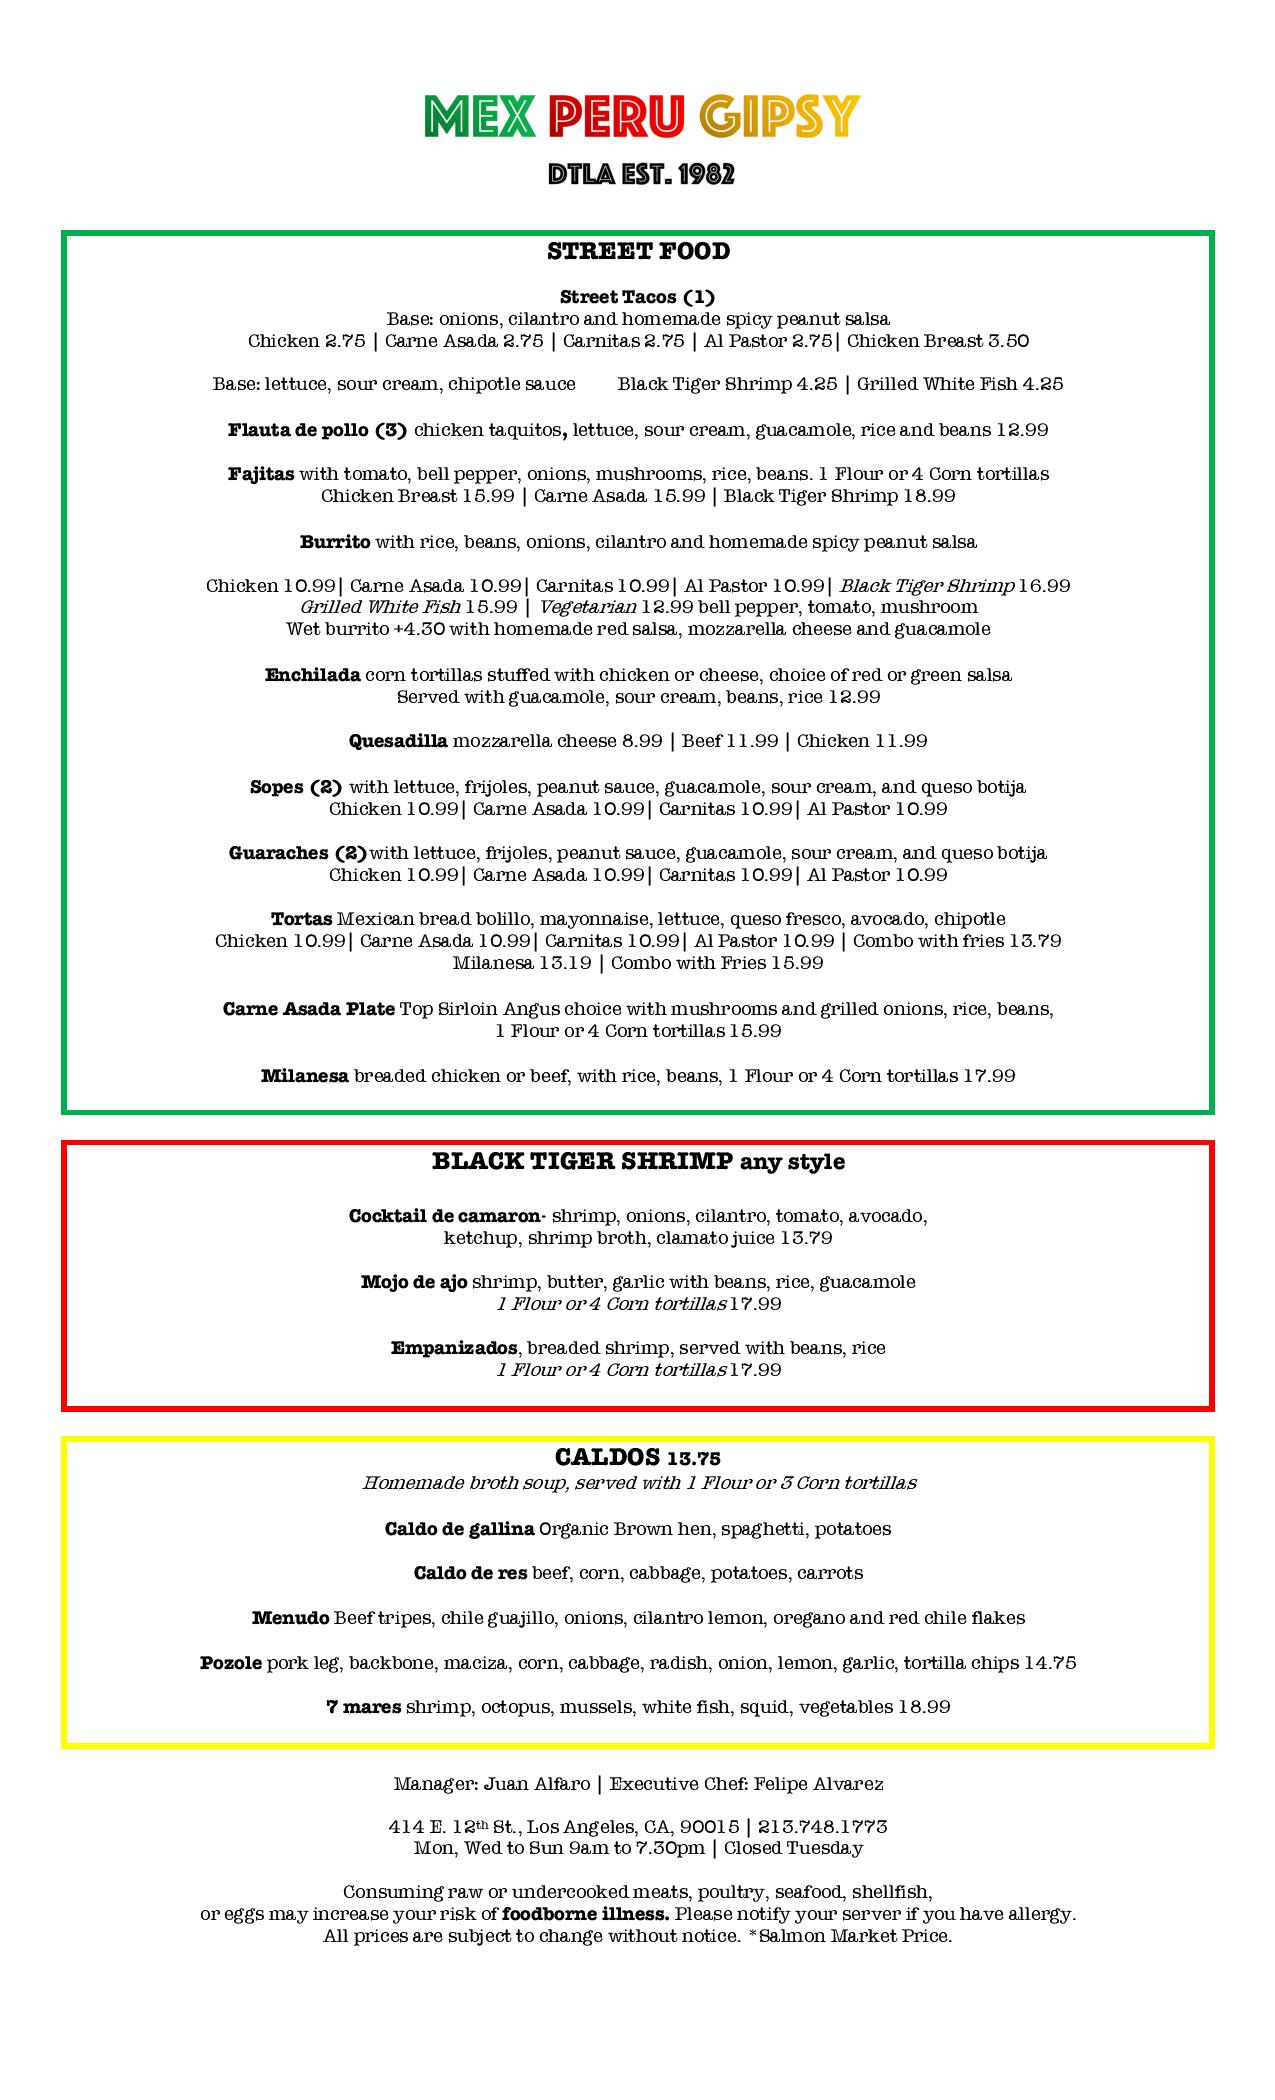 MEX PERU GIPSY
DTLA EST. 1982
STREET FOOD
Street Tacos (1)
Base: onions, cilantro and homemade spicy peanut salsa
Chicken 2.75 | Carne Asada 2.75 | Carnitas 2.75 | Al Pastor 2.75| Chicken Breast 3.50
Base: lettuce, sour cream, chipotle sauce Black Tiger Shrimp 4.25 | Grilled White Fish 4.25
Flauta de pollo (3) chicken taquitos, lettuce, sour cream, guacamole, rice and beans 12.99
Fajitas with tomato, bell pepper, onions, mushrooms, rice, beans. 1 Flour or 4 Corn tortillas
Chicken Breast 15.99 | Carne Asada 15.99 | Black Tiger Shrimp 18.99
Burrito with rice, beans, onions, cilantro and homemade spicy peanut salsa
Chicken 10.99| Carne Asada 10.99| Carnitas 10.99| Al Pastor 10.99| Black Tiger Shrimp 16.99
Grilled White Fish 15.99 | Vegetarian 12.99 bell pepper, tomato, mushroom
Wet burrito +4.30 with homemade red salsa, mozzarella cheese and guacamole
Enchilada corn tortillas stuffed with chicken or cheese, choice of red or green salsa
Served with guacamole, sour cream, beans, rice 12.99
Quesadilla mozzarella cheese 8.99 | Beef 11.99 | Chicken 11.99
Sopes (2) with lettuce, frijoles, peanut sauce, guacamole, sour cream, and queso botija
Chicken 10.99| Carne Asada 10.99| Carnitas 10.99| Al Pastor 10.99
Guaraches (2)with lettuce, frijoles, peanut sauce, guacamole, sour cream, and queso botija
Chicken 10.99| Carne Asada 10.99| Carnitas 10.99| Al Pastor 10.99
Tortas Mexican bread bolillo, mayonnaise, lettuce, queso fresco, avocado, chipotle
Chicken 10.99| Carne Asada 10.99| Carnitas 10.99| Al Pastor 10.99 | Combo with fries 13.79
Milanesa 13.19 | Combo with Fries 15.99
Carne Asada Plate Top Sirloin Angus choice with mushrooms and grilled onions, rice, beans,
1 Flour or 4 Corn tortillas 15.99
Milanesa breaded chicken or beef, with rice, beans, 1 Flour or 4 Corn tortillas 17.99
BLACK TIGER SHRIMP any style
Cocktail de camaron- shrimp, onions, cilantro, tomato, avocado,
ketchup, shrimp broth, clamato juice 13.79
Mojo de ajo shrimp, butter, garlic with beans, rice, guacamole
1 Flour or 4 Corn tortillas 17.99
Empanizados, breaded shrimp, served with beans, rice
1 Flour or 4 Corn tortillas 17.99
CALDOS 13.75
Homemade broth soup, served with 1 Flour or 3 Corn tortillas
Caldo de gallina Organic Brown hen, spaghetti, potatoes
Caldo de res beef, corn, cabbage, potatoes, carrots
Menudo Beef tripes, chile guajillo, onions, cilantro lemon, oregano and red chile flakes
Pozole pork leg, backbone, maciza, corn, cabbage, radish, onion, lemon, garlic, tortilla chips 14.75
7 mares shrimp, octopus, mussels, white fish, squid, vegetables 18.99
Manager: Juan Alfaro | Executive Chef: Felipe Alvarez
414 E. 12th St., Los Angeles, CA, 90015 | 213.748.1773
Mon, Wed to Sun 9am to 7.30pm | Closed Tuesday
Consuming raw or undercooked meats, poultry, seafood, shellfish,
or eggs may increase your risk of foodborne illness. Please notify your server if you have allergy.
All prices are subject to change without notice. *Salmon Market Price.